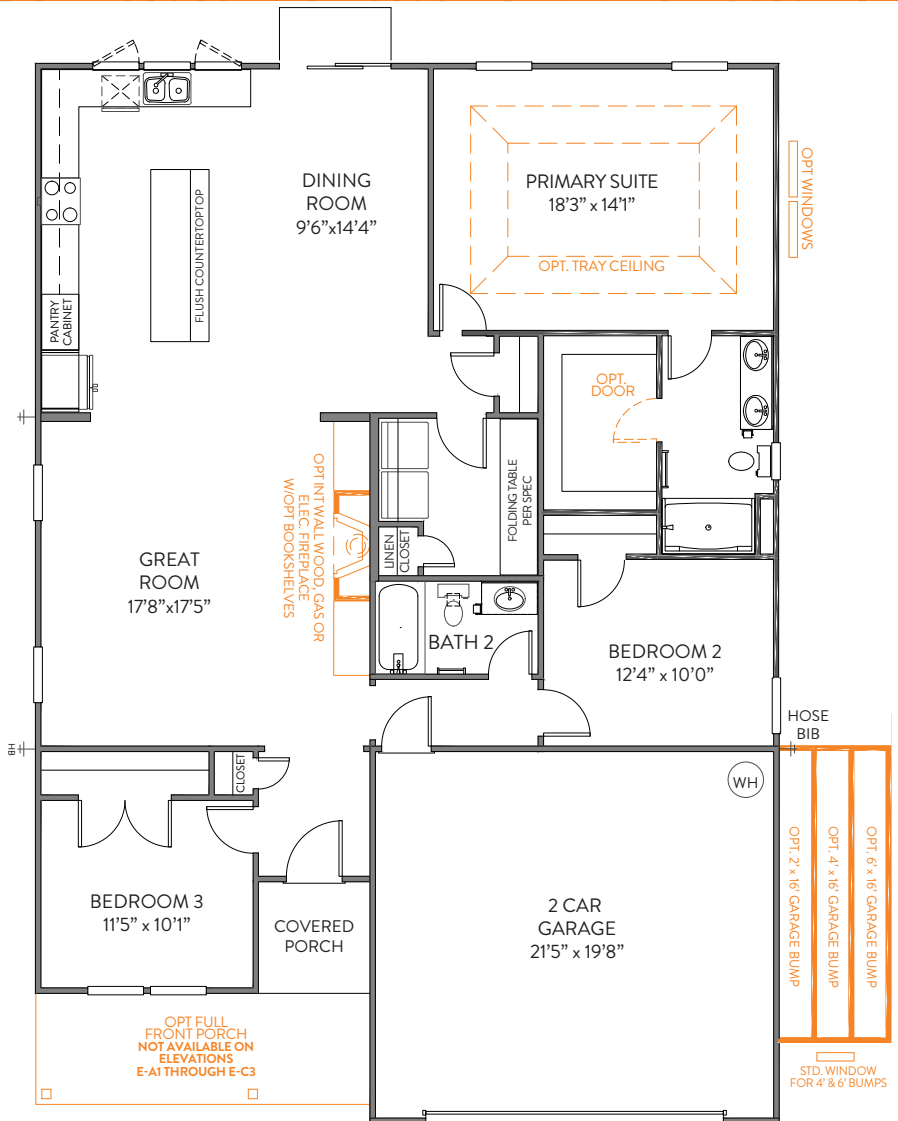 DINING
ROOM
9'6”x14'4”
PRIMARY SUITE
18'3” x 14'1”
OPT. TRAY CEILING
OPT WINDOWS
FLUSH COUNTERTOPTOP
PANTRY
CABINET
OPT.
DOOR
FOLDING TABLE
PER SPEC
LINEN
CLOSET
OPT INT WALL WOOD, GAS OR
ELEC. FIREPLACE
W/OPT BOOKSHELVES
GREAT
ROOM
17'8”x17'5”
BATH 2
BEDROOM 2
12'4” x 10'0”
HOSE
BIB
HB
CLOSET
WH
BEDROOM 3
11'5” x 10'1”
COVERED
PORCH
2 CAR
GARAGE
21'5” x 19'8”
OPT. 2' x 16' GARAGE BUMP
OPT. 4' x 16' GARAGE BUMP
OPT. 6' x 16' GARAGE BUMP
OPT FULL
FRONT PORCH
NOT AVAILABLE ON
ELEVATIONS
E-A1 THROUGH E-C3
STD. WINDOW
FOR 4' & 6' BUMPS